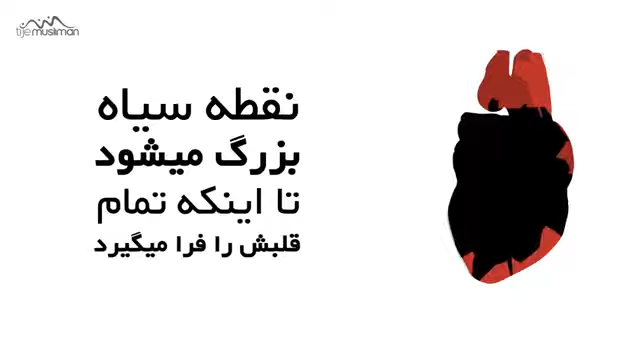 tijemusliman
نقطه سیاه
بزرگ میشود
تا اینکه تمام
قلبش را فرا میگیرد